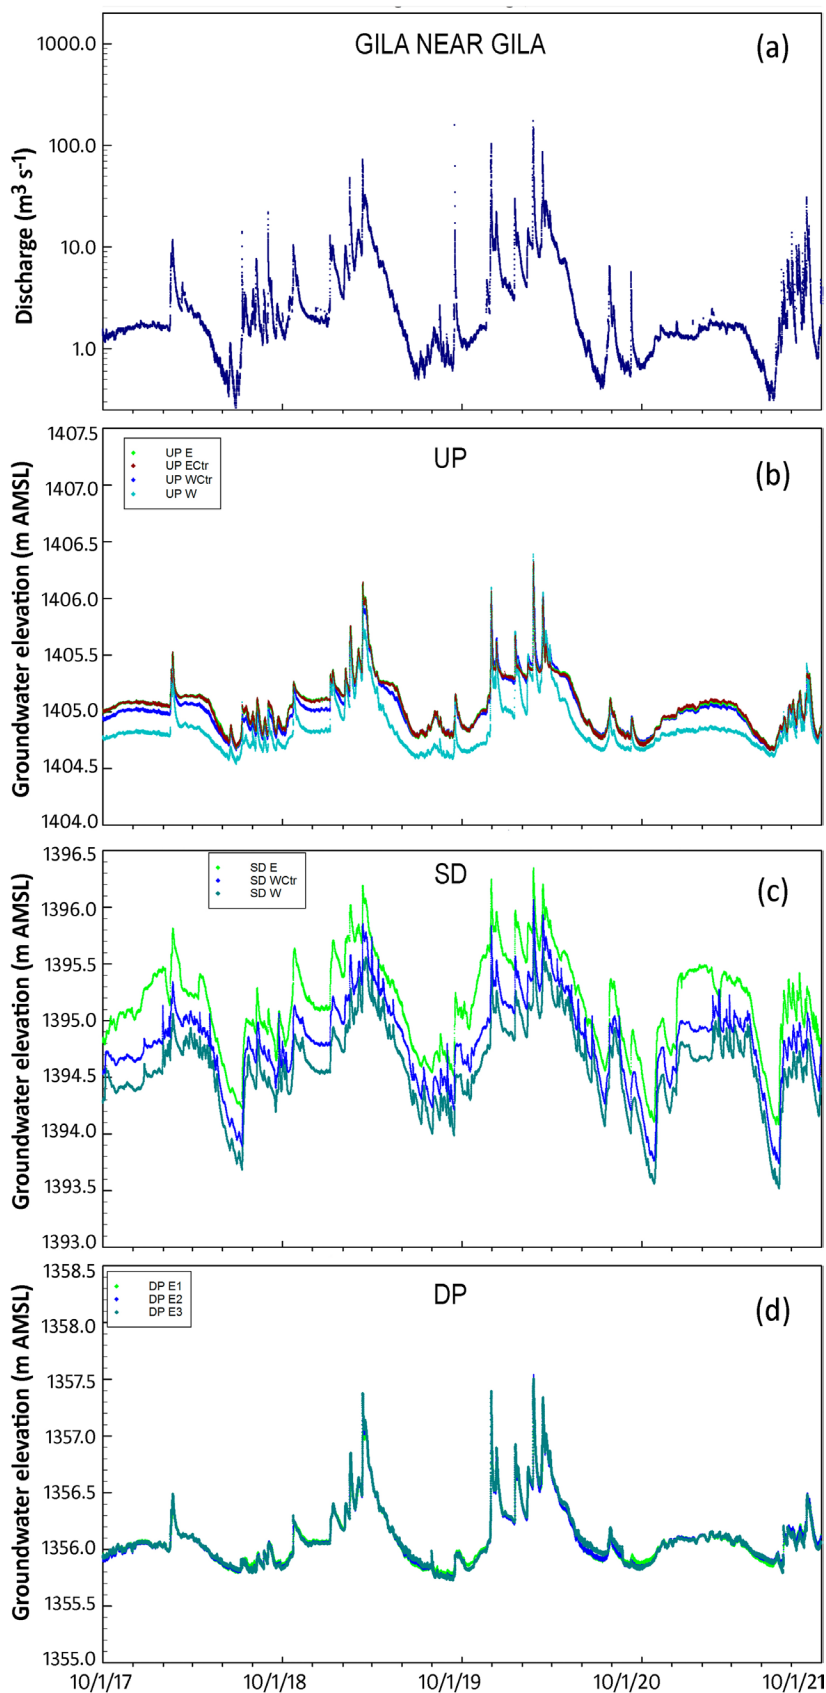 GILA NEAR GILA
(a)
Discharge (m³ s⁻¹)
1000.0
100.0
10.0
1.0
UP
(b)
Groundwater elevation (m AMSL)
UP E
UP ECtr
UP WCtr
UP W
1407.5
1407.0
1406.5
1406.0
1405.5
1405.0
1404.5
1404.0
SD
(c)
Groundwater elevation (m AMSL)
SD E
SD WCtr
SD W
1396.5
1396.0
1395.5
1395.0
1394.5
1394.0
1393.5
1393.0
DP
(d)
Groundwater elevation (m AMSL)
DP E1
DP E2
DP E3
1358.5
1358.0
1357.5
1357.0
1356.5
1356.0
1355.5
1355.0
10/1/17 10/1/18 10/1/19 10/1/20 10/1/21